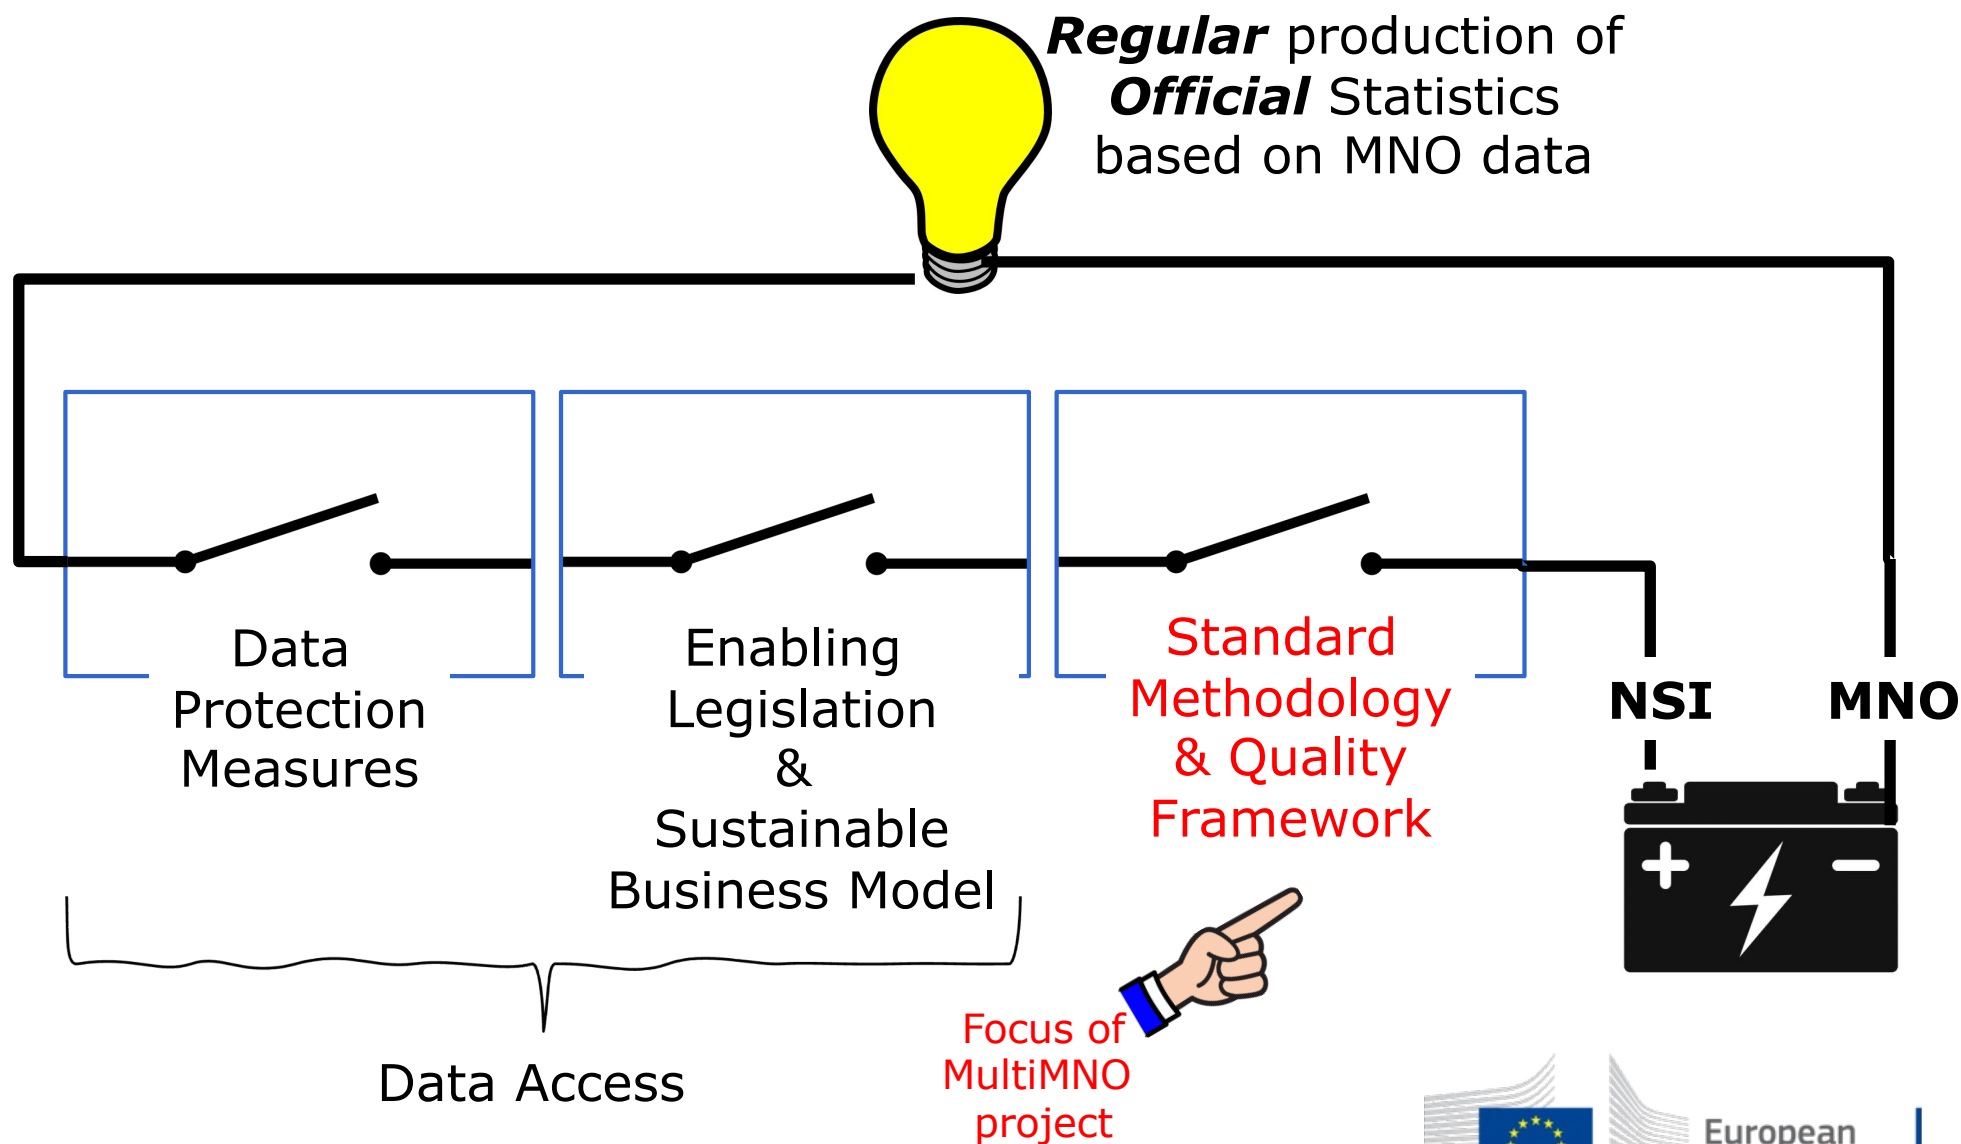 Regular production of
Official Statistics
based on MNO data
Data
Protection
Measures
Enabling
Legislation
&
Sustainable
Business Model
Standard
Methodology
& Quality
Framework
NSI
MNO
Data Access
Focus of
MultiMNO
project
European